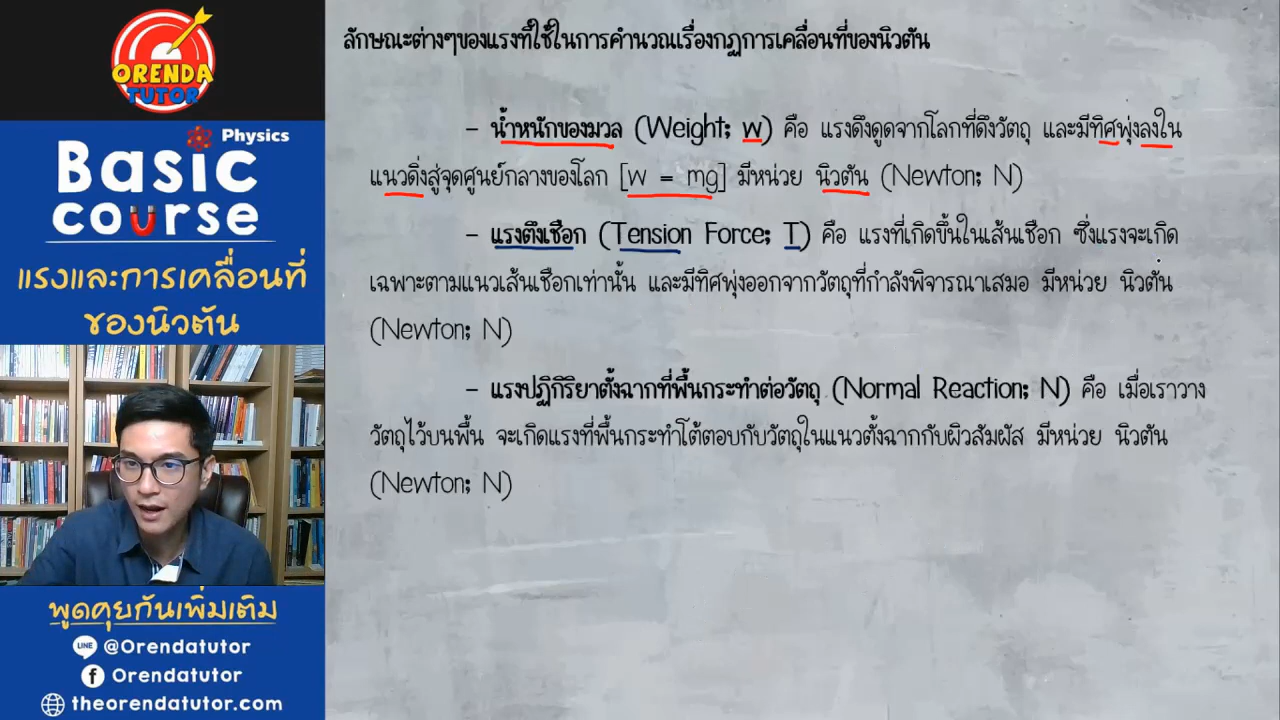 ORENDA
TUTOR
Physics
Basic
course
แรงและการเคลื่อนที่
ของนิวตัน
พูดคุยกันเพิ่มเติม
LINE @Orendatutor
f Orendatutor
theorendatutor.com
ลักษณะต่างๆของแรงที่ใช้ในการคำนวณเรื่องกฏการเคลื่อนที่ของนิวตัน
- น้ำหนักของมวล (Weight; w) คือ แรงดึงดูดจากโลกที่ดึงวัตถุ และมีทิศพุ่งลงใน
แนวดิ่งสู่จุดศูนย์กลางของโลก [w = mg] มีหน่วย นิวตัน (Newton; N)
- แรงตึงเชือก (Tension Force; T) คือ แรงที่เกิดขึ้นในเส้นเชือก ซึ่งแรงจะเกิด
เฉพาะตามแนวเส้นเชือกเท่านั้น และมีทิศพุ่งออกจากวัตถุที่กำลังพิจารณาเสมอ มีหน่วย นิวตัน
(Newton; N)
- แรงปฏิกิริยาตั้งฉากที่พื้นกระทำต่อวัตถุ (Normal Reaction; N) คือ เมื่อเราวาง
วัตถุไว้บนพื้น จะเกิดแรงที่พื้นกระทำโต้ตอบกับวัตถุในแนวตั้งฉากกับผิวสัมผัส มีหน่วย นิวตัน
(Newton; N)